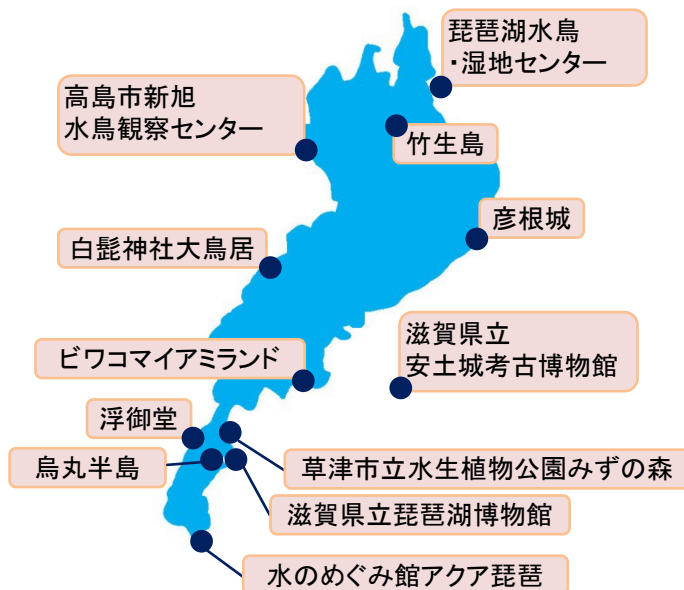 琵琶湖水鳥
・湿地センター
高島市新旭
水鳥観察センター
竹生島
彦根城
白髭神社大鳥居
滋賀県立
安土城考古博物館
ビワコマイアミランド
浮御堂
烏丸半島
草津市立水生植物公園みずの森
滋賀県立琵琶湖博物館
水のめぐみ館アクア琵琶